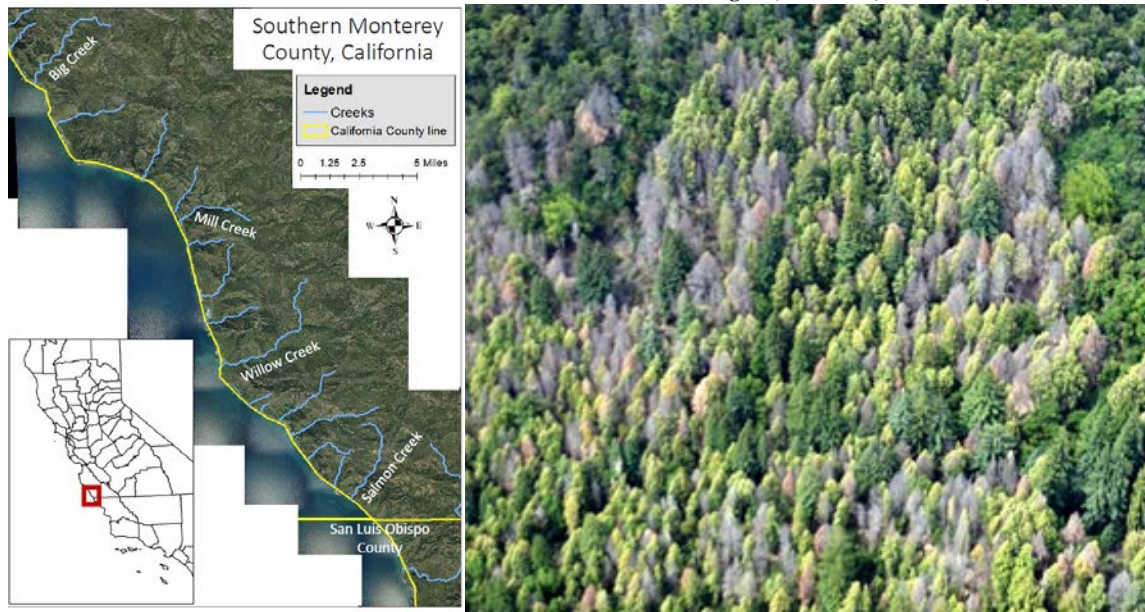 Southern Monterey
County, California
Legend
Creeks
California County line
0 1.25 2.5 5 Miles
N
W E
S
Big Creek
Mill Creek
Willow Creek
Salmon Creek
San Luis Obispo
County